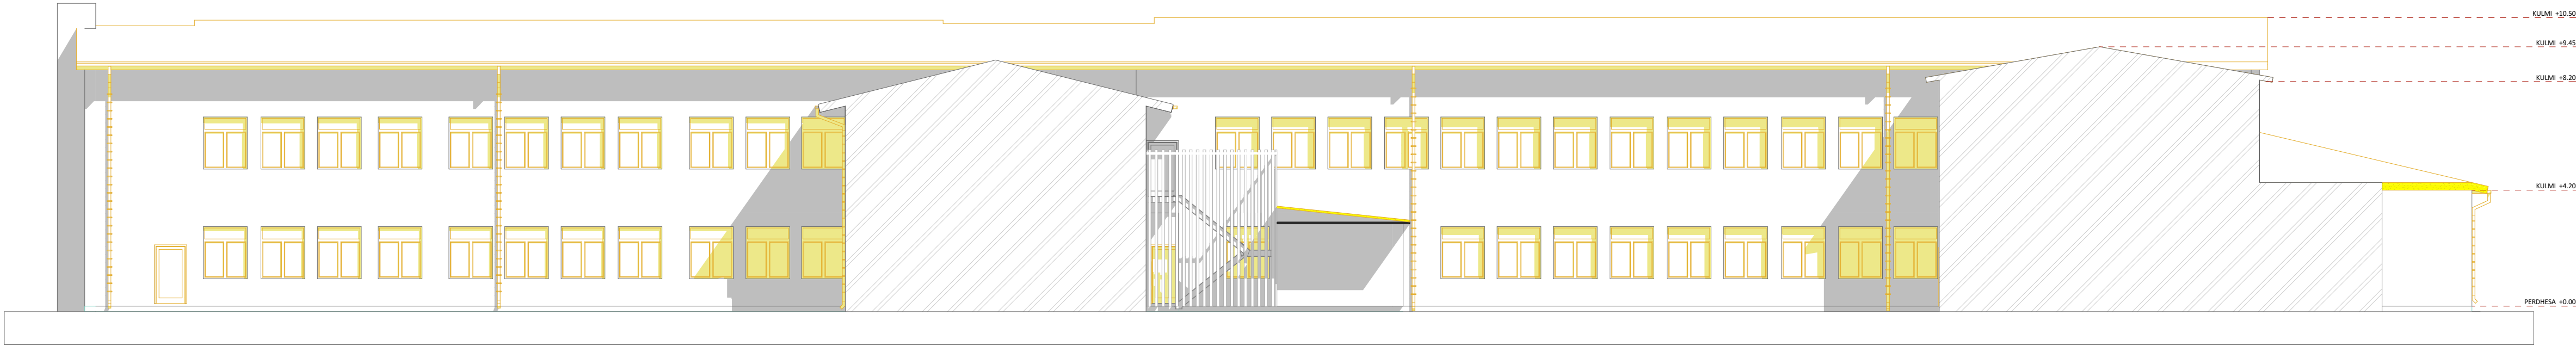 KULMI +10.50
KULMI +9.45
KULMI +8.20
KULMI +4.20
PERDHESA +0.00